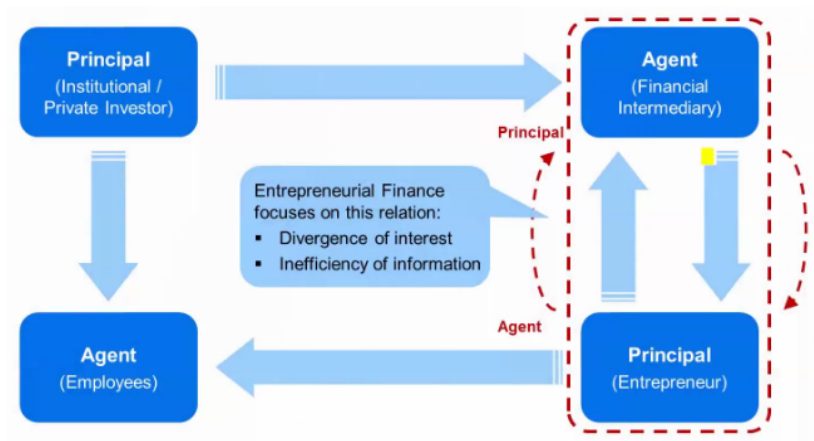 Principal
(Institutional /
Private Investor)
Agent
(Financial
Intermediary)
Principal
Entrepreneurial Finance
focuses on this relation:
▪ Divergence of interest
▪ Inefficiency of information
Agent
Agent
(Employees)
Principal
(Entrepreneur)